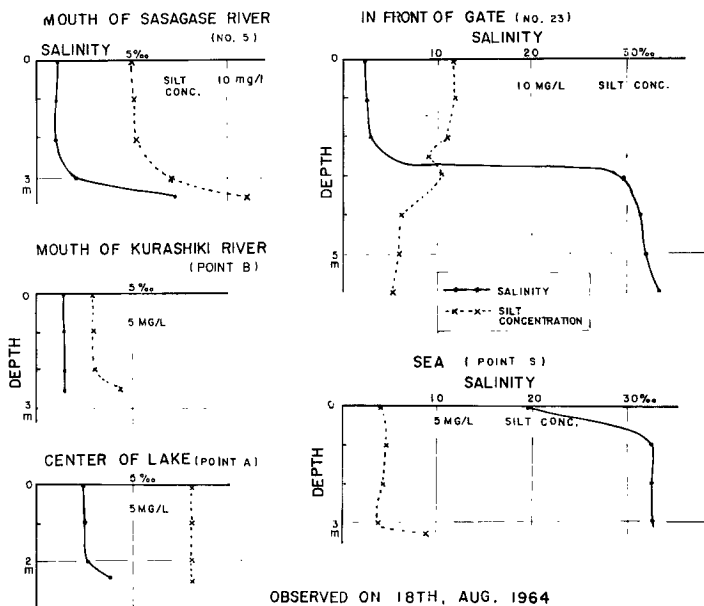 MOUTH OF SASAGASE RIVER
(NO. 5)
SALINITY
5‰
0
SILT CONC.
10 mg/l
3
m
MOUTH OF KURASHIKI RIVER
(POINT B)
5‰
0
5 MG/L
DEPTH
3
m
CENTER OF LAKE (POINT A)
5‰
0
5 MG/L
2
m
IN FRONT OF GATE (NO. 23)
SALINITY
0
10
20
30‰
10 MG/L
SILT CONC.
DEPTH
5
m
SALINITY
SILT CONCENTRATION
SEA (POINT S)
SALINITY
0
10
20
30‰
5 MG/L
SILT CONC.
DEPTH
3
m
OBSERVED ON 18TH, AUG. 1964